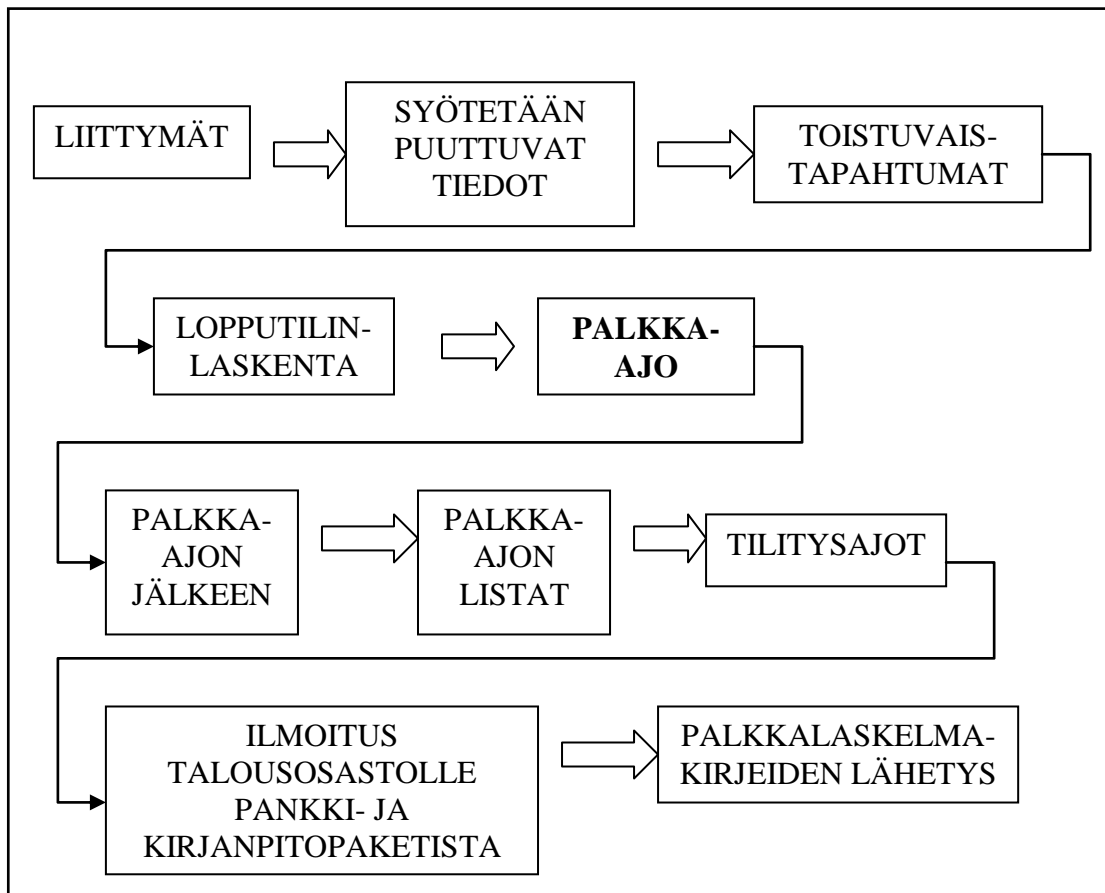 LIITTYMÄT
SYÖTETÄÄN
PUUTTUVAT
TIEDOT
TOISTUVAIS-
TAPAHTUMAT
LOPPUTILIN-
LASKENTA
PALKKA-
AJO
PALKKA-
AJON
JÄLKEEN
PALKKA-
AJON
LISTAT
TILITYSAJOT
ILMOITUS
TALOUSOSASTOLLE
PANKKI- JA
KIRJANPITOPAKETISTA
PALKKALASKELMA-
KIRJEIDEN LÄHETYS